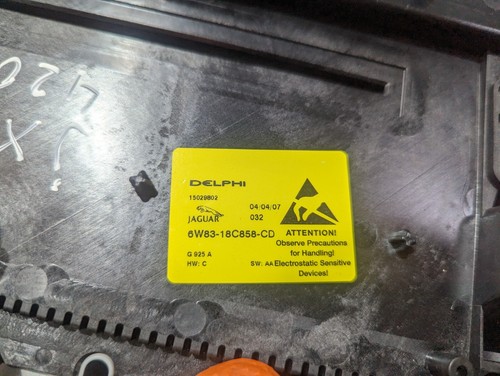 DELPHI
15029802
04/04/07
JAGUAR 032
6W83-18C858-CD
ATTENTION!
Observe Precautions
for Handling!
G 925 A
HW: C SW: AA Electrostatic Sensitive
Devices!